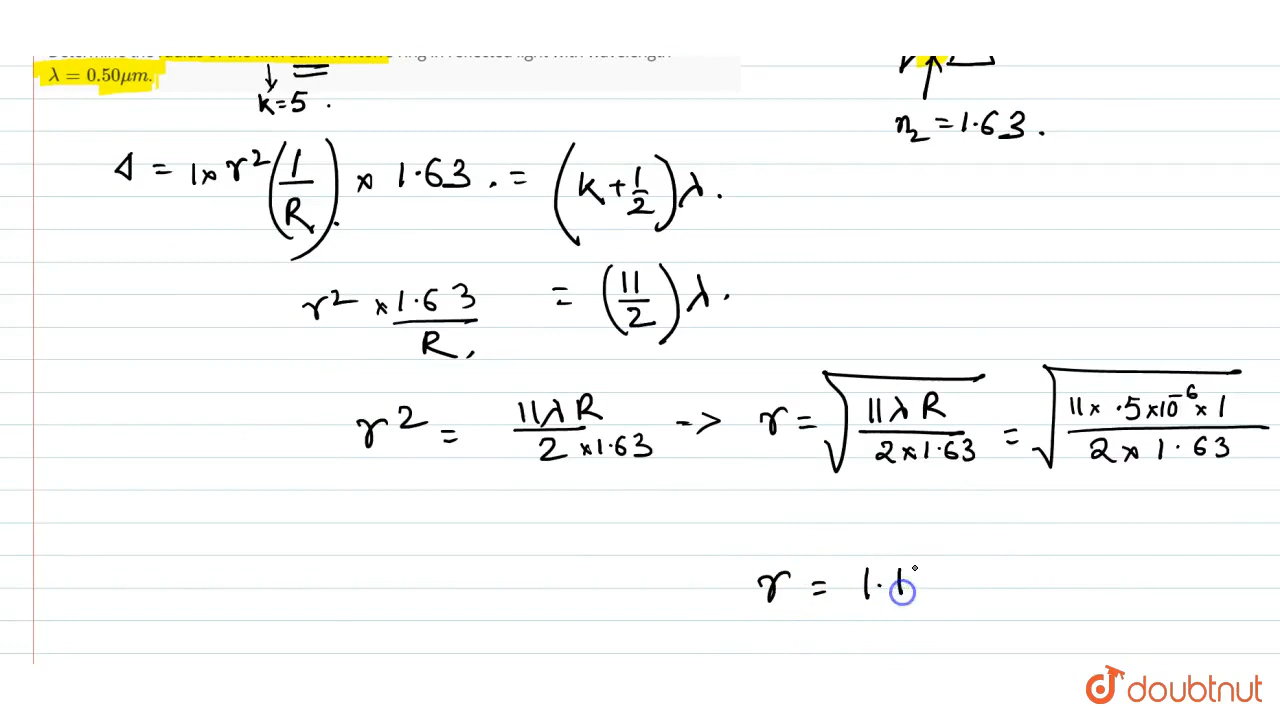 λ = 0.50μm.
k=5 .
n₂ = 1.63 .
Δ = 1 × r² (1/R) × 1.63 . = (k + 1/2) λ .
r² × 1.63 / R , = (11/2) λ .
r² = 11λR / 2 × 1.63 -> r = √(11λR / 2×1.63) = √(11 × .5×10⁻⁶ × 1 / 2 × 1.63)
r = 1.1
doubtnut